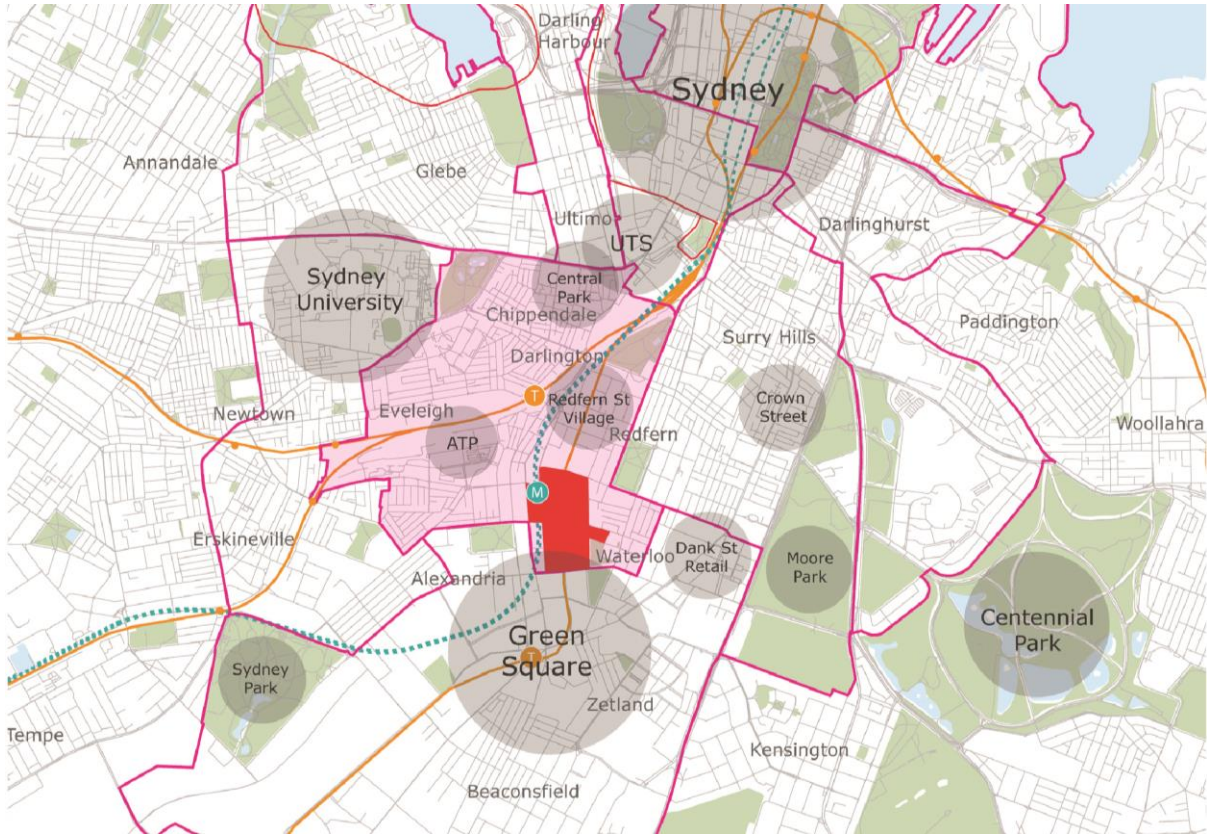 Darling
Harbour
Sydney
Annandale
Glebe
Ultimo
UTS
Darlinghurst
Sydney
University
Central
Park
Chippendale
Paddington
Surry Hills
Darlington
T
Redfern St
Village
Crown
Street
Newtown
Eveleigh
ATP
Redfern
Woollahra
M
Erskineville
Waterloo
Dank St
Retail
Moore
Park
Alexandria
Centennial
Park
Green
Square
T
Sydney
Park
Zetland
Tempe
Kensington
Beaconsfield